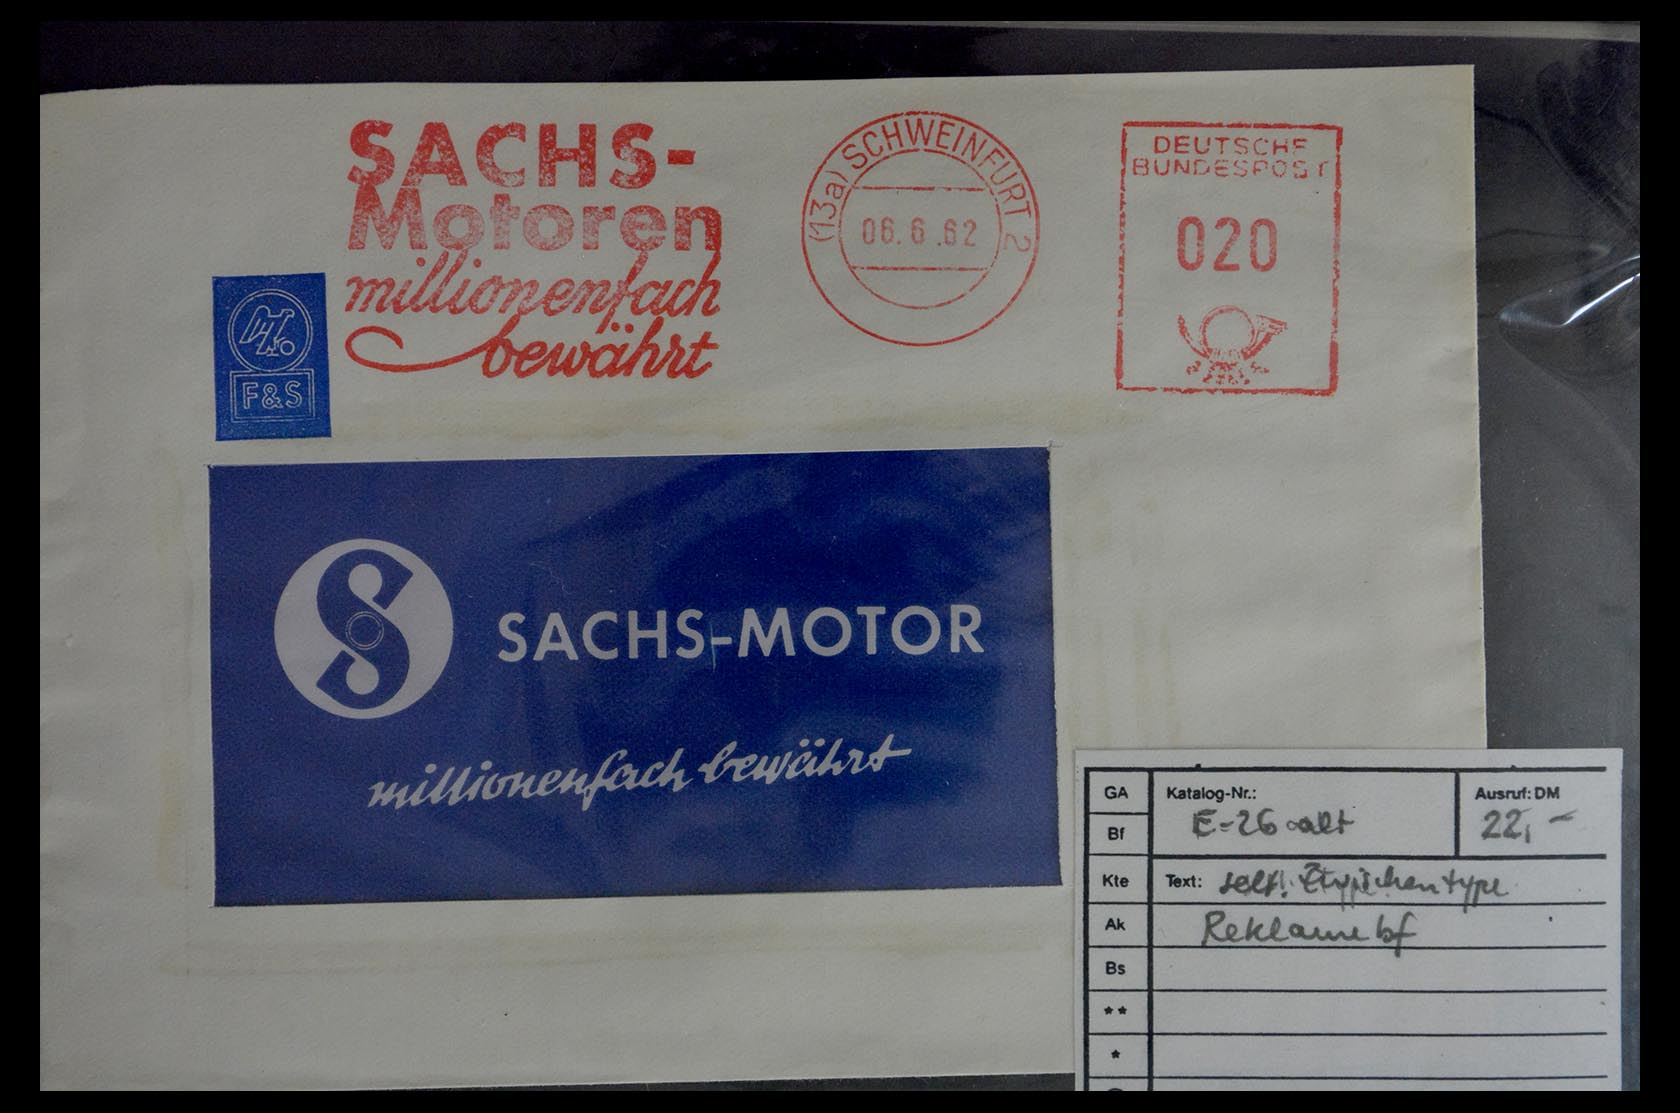 SACHS-
Motoren
millionenfach
bewährt
F&S
(13a) SCHWEINFURT 2
06.6.62
DEUTSCHE
BUNDESPOST
020
S
SACHS-MOTOR
millionenfach bewährt
GA
Katalog-Nr.:
Ausruf: DM
E-26
22,-
Bf
Kte
Text: type
Ak
Reklamebf
Bs
**
*